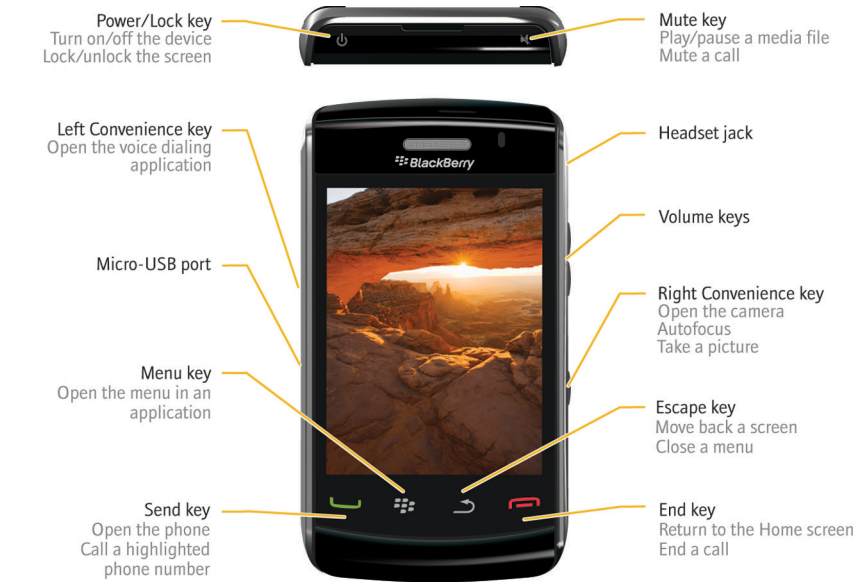 Power/Lock key
Turn on/off the device
Lock/unlock the screen
Mute key
Play/pause a media file
Mute a call
Left Convenience key
Open the voice dialing
application
Headset jack
BlackBerry
Volume keys
Micro-USB port
Right Convenience key
Open the camera
Autofocus
Take a picture
Menu key
Open the menu in an
application
Escape key
Move back a screen
Close a menu
Send key
Open the phone
Call a highlighted
phone number
End key
Return to the Home screen
End a call